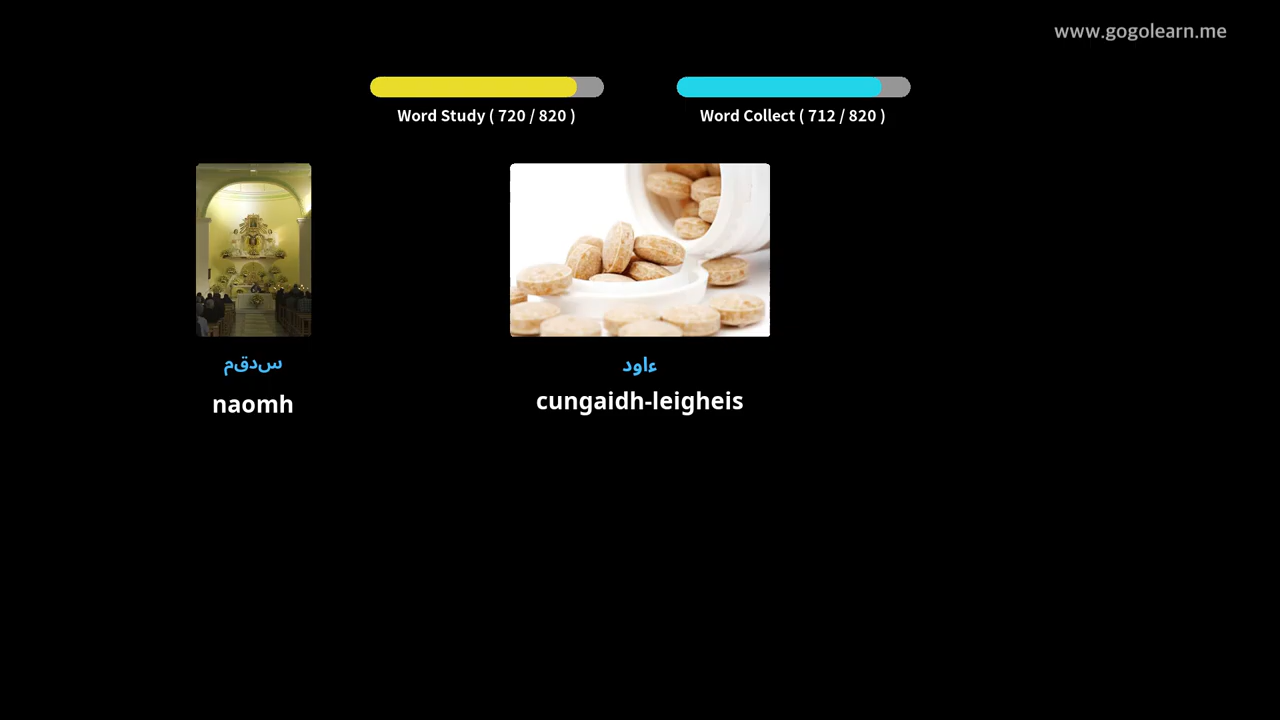 www.gogolearn.me
Word Study ( 720 / 820 )
Word Collect ( 712 / 820 )
سدقم
naomh
ءاود
cungaidh-leigheis